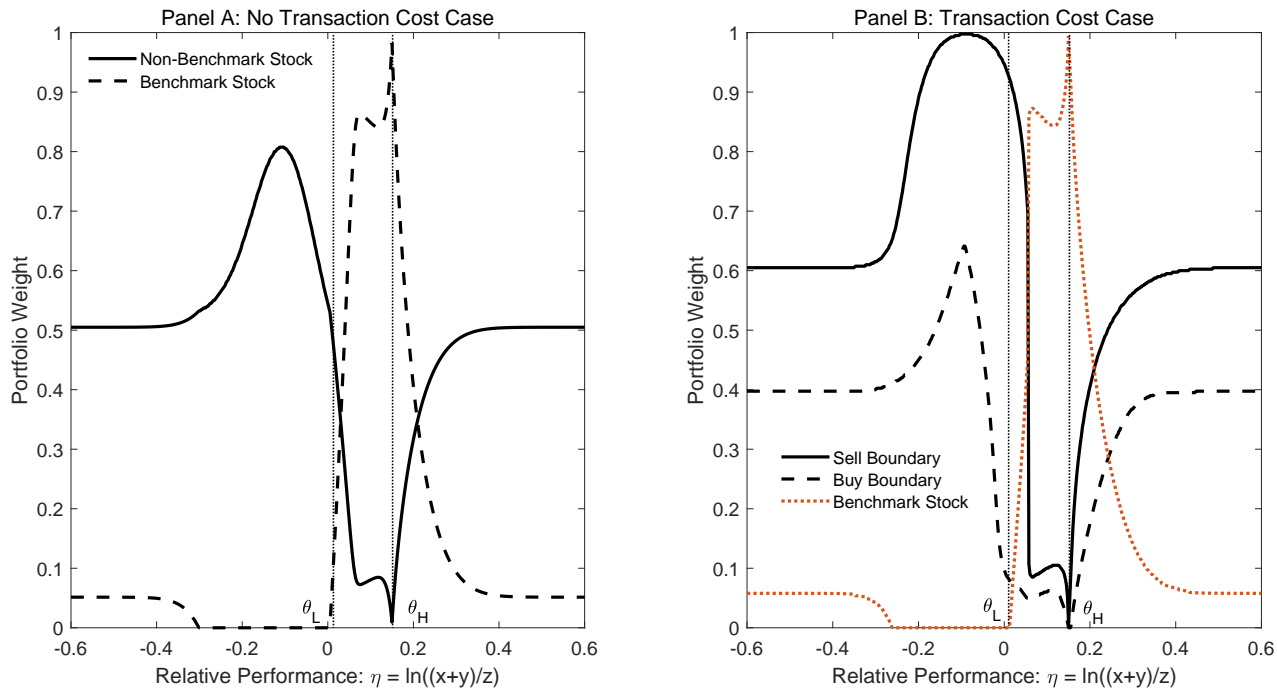 Panel A: No Transaction Cost Case
Portfolio Weight
1
0.9
0.8
0.7
0.6
0.5
0.4
0.3
0.2
0.1
0
Non-Benchmark Stock
Benchmark Stock
θL
θH
-0.6
-0.4
-0.2
0
0.2
0.4
0.6
Relative Performance: η = ln((x+y)/z)
Panel B: Transaction Cost Case
Portfolio Weight
1
0.9
0.8
0.7
0.6
0.5
0.4
0.3
0.2
0.1
0
Sell Boundary
Buy Boundary
Benchmark Stock
θL
θH
-0.6
-0.4
-0.2
0
0.2
0.4
0.6
Relative Performance: η = ln((x+y)/z)